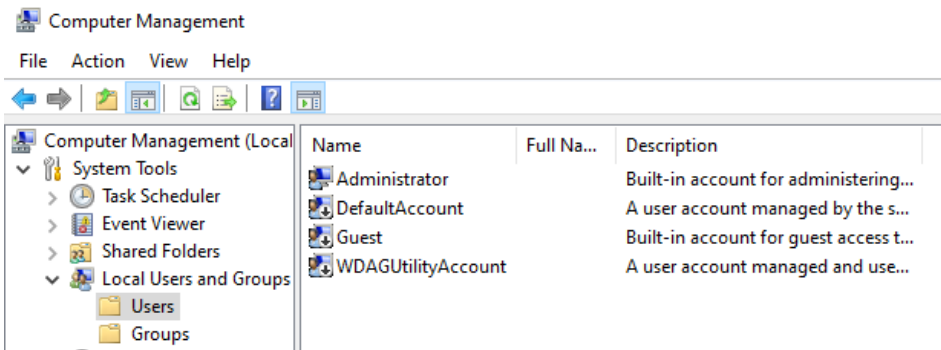 Computer Management
File Action View Help
Computer Management (Local
System Tools
Task Scheduler
Event Viewer
Shared Folders
Local Users and Groups
Users
Groups
Name Full Na... Description
Administrator Built-in account for administering...
DefaultAccount A user account managed by the s...
Guest Built-in account for guest access t...
WDAGUtilityAccount A user account managed and use...